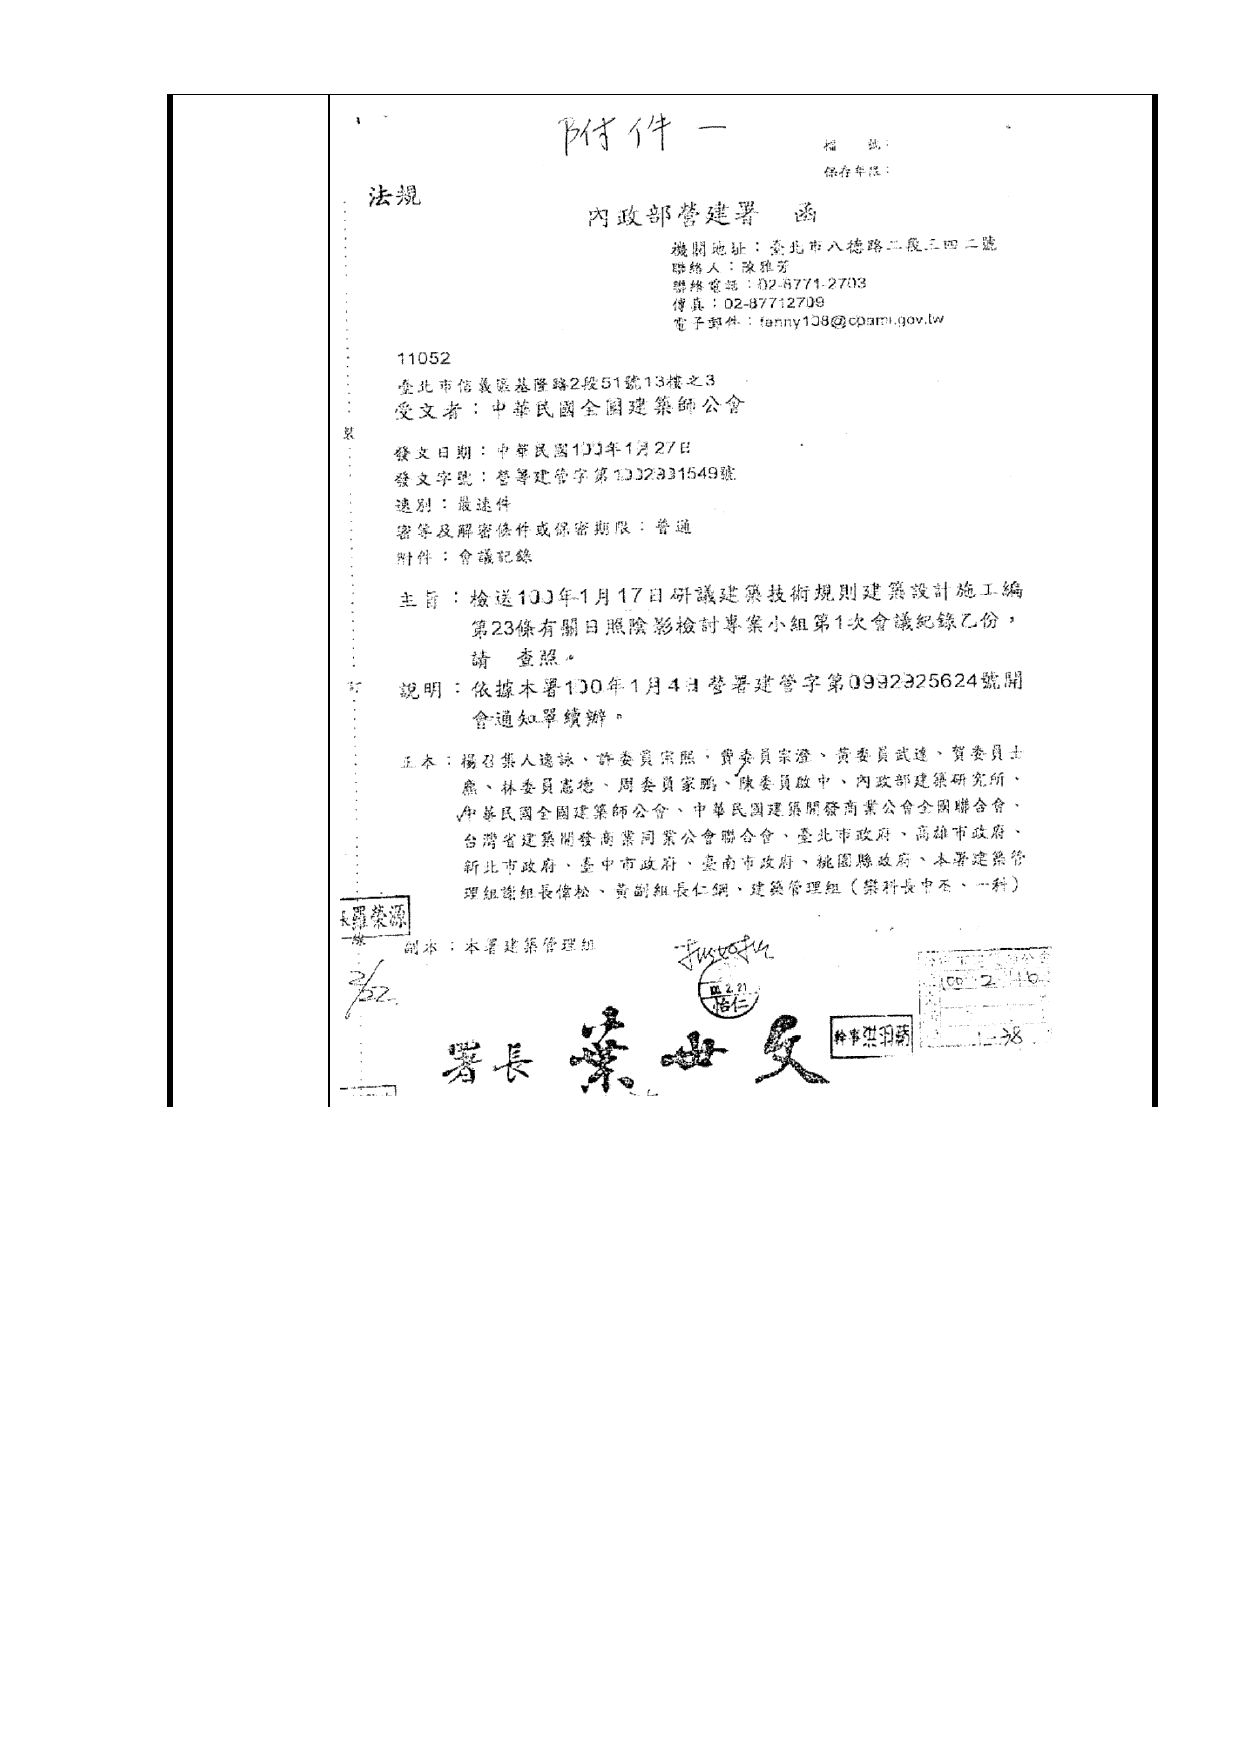 附件一
檔　號：
保存年限：
法規
內政部營建署　函
機關地址：臺北市八德路二段三四二號
聯絡人：陳雅芳
聯絡電話：02-8771-2703
傳真：02-87712709
電子郵件：fanny108@cpami.gov.tw
11052
臺北市信義區基隆路2段51號13樓之3
受文者：中華民國全國建築師公會
裝
發文日期：中華民國100年1月27日
發文字號：營署建管字第1002901549號
速別：最速件
密等及解密條件或保密期限：普通
附件：會議記錄
主旨：檢送100年1月17日研議建築技術規則建築設計施工編
第23條有關日照陰影檢討專案小組第1次會議紀錄乙份，
請　查照。
訂
說明：依據本署100年1月4日營署建管字第0992925624號開
會通知單續辦。
正本：楊召集人逸詠、許委員宗熙、費委員宗澄、黃委員武達、賀委員士
麃、林委員憲德、周委員家鵬、陳委員啟中、內政部建築研究所、
中華民國全國建築師公會、中華民國建築開發商業公會全國聯合會、
台灣省建築開發商業同業公會聯合會、臺北市政府、高雄市政府、
新北市政府、臺中市政府、臺南市政府、桃園縣政府、本署建築管
理組謝組長偉松、黃副組長仁鋼、建築管理組（欒科長中丕、一科）
羅榮源
線
副本：本署建築管理組
2/22
100.2.21
怡仁
100 2 10
幹事洪羽蘋
署長 葉世文